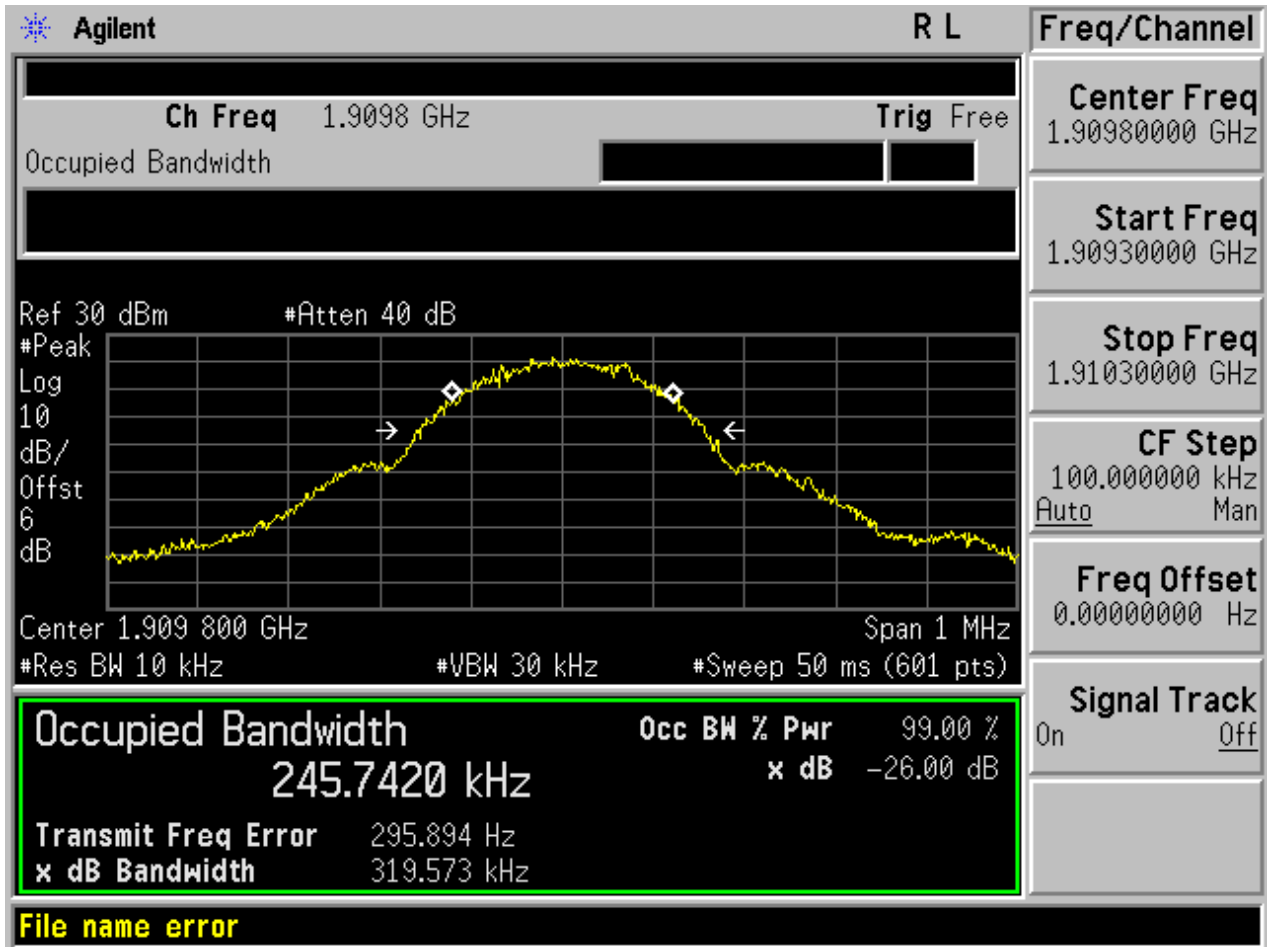 Agilent R L Freq/Channel
Ch Freq 1.9098 GHz Trig Free
Occupied Bandwidth
Center Freq
1.90980000 GHz
Start Freq
1.90930000 GHz
Stop Freq
1.91030000 GHz
CF Step
100.000000 kHz
Auto Man
Freq Offset
0.00000000 Hz
Signal Track
On Off
Ref 30 dBm #Atten 40 dB
#Peak
Log
10
dB/
Offst
6
dB
Center 1.909 800 GHz Span 1 MHz
#Res BW 10 kHz #VBW 30 kHz #Sweep 50 ms (601 pts)
Occupied Bandwidth
245.7420 kHz
Occ BW % Pwr 99.00 %
x dB -26.00 dB
Transmit Freq Error 295.894 Hz
x dB Bandwidth 319.573 kHz
File name error